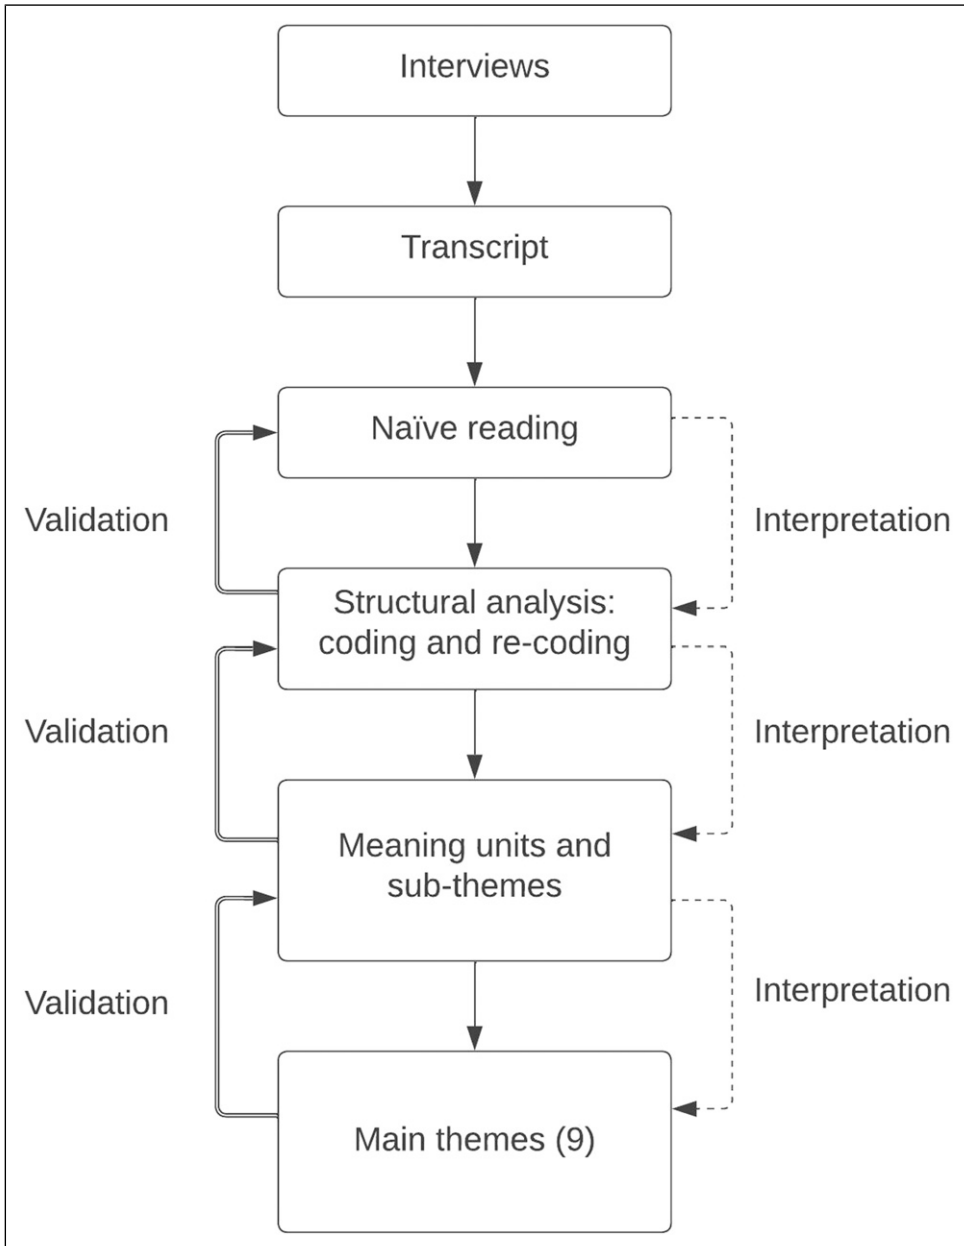 Interviews
Transcript
Naïve reading
Validation
Interpretation
Structural analysis:
coding and re-coding
Validation
Interpretation
Meaning units and
sub-themes
Validation
Interpretation
Main themes (9)